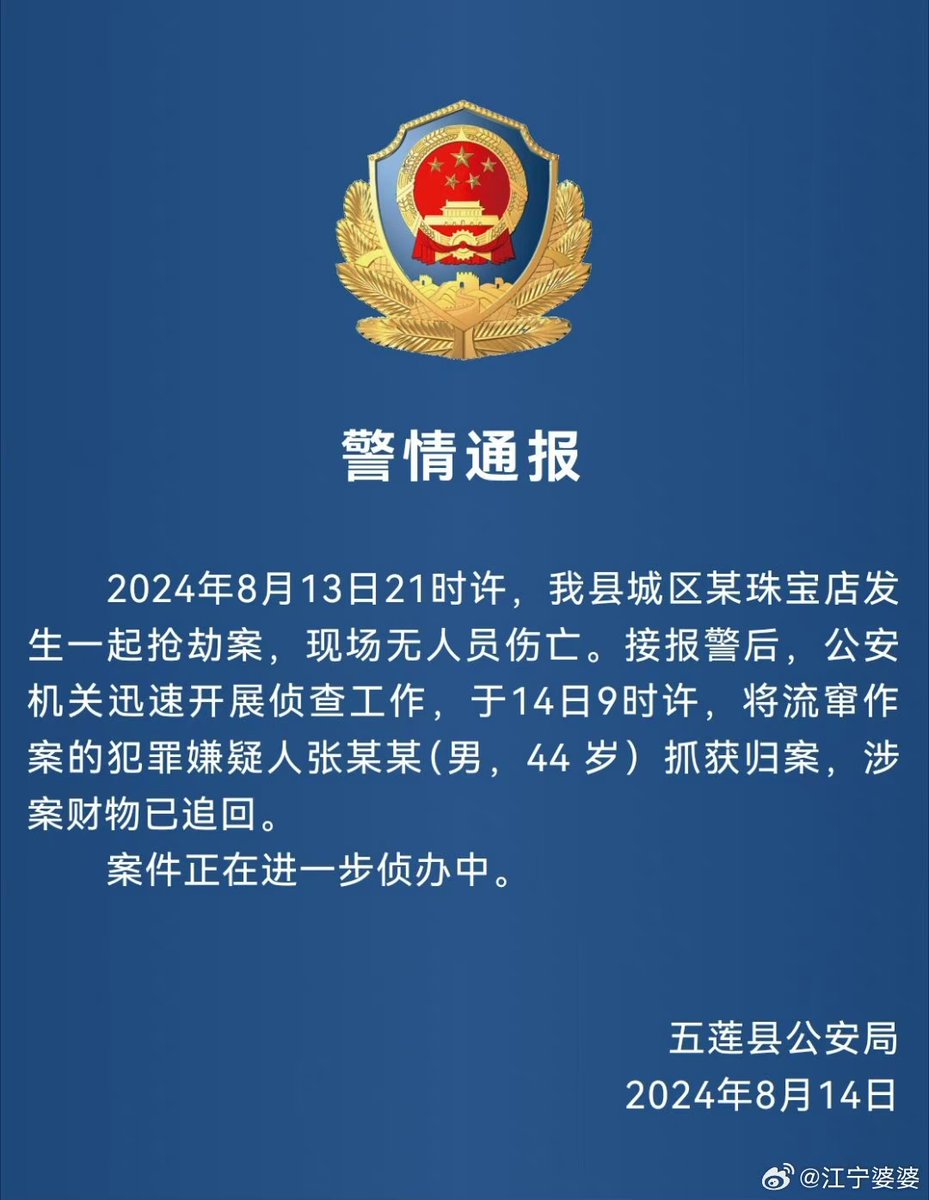 警情通报
2024年8月13日21时许，我县城区某珠宝店发
生一起抢劫案，现场无人员伤亡。接报警后，公安
机关迅速开展侦查工作，于14日9时许，将流窜作
案的犯罪嫌疑人张某某(男，44 岁）抓获归案，涉
案财物已追回。
案件正在进一步侦办中。
五莲县公安局
2024年8月14日
@江宁婆婆